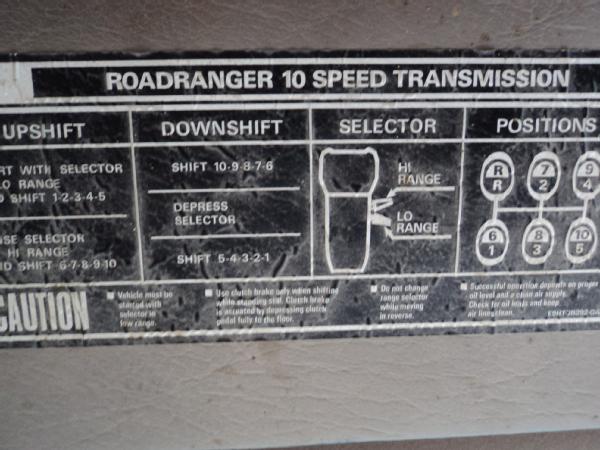 ROADRANGER 10 SPEED TRANSMISSION
UPSHIFT
RT WITH SELECTOR
LO RANGE
D SHIFT 1-2-3-4-5
SE SELECTOR
HI RANGE
ND SHIFT 6-7-8-9-10
DOWNSHIFT
SHIFT 10-9-8-7-6
DEPRESS
SELECTOR
SHIFT 5-4-3-2-1
SELECTOR
HI
RANGE
LO
RANGE
POSITIONS
R 7 9
R 2 4
6 8 10
1 3 5
CAUTION
Vehicle must be
started with
selector in
low range.
Use clutch brake only when shifting
while standing still. Clutch brake
is actuated by depressing clutch
pedal fully to the floor.
Do not change
range selector
while moving
in reverse.
Successful operation depends on proper
oil level and a clean air supply.
Check for oil leaks and keep
air lines clean.